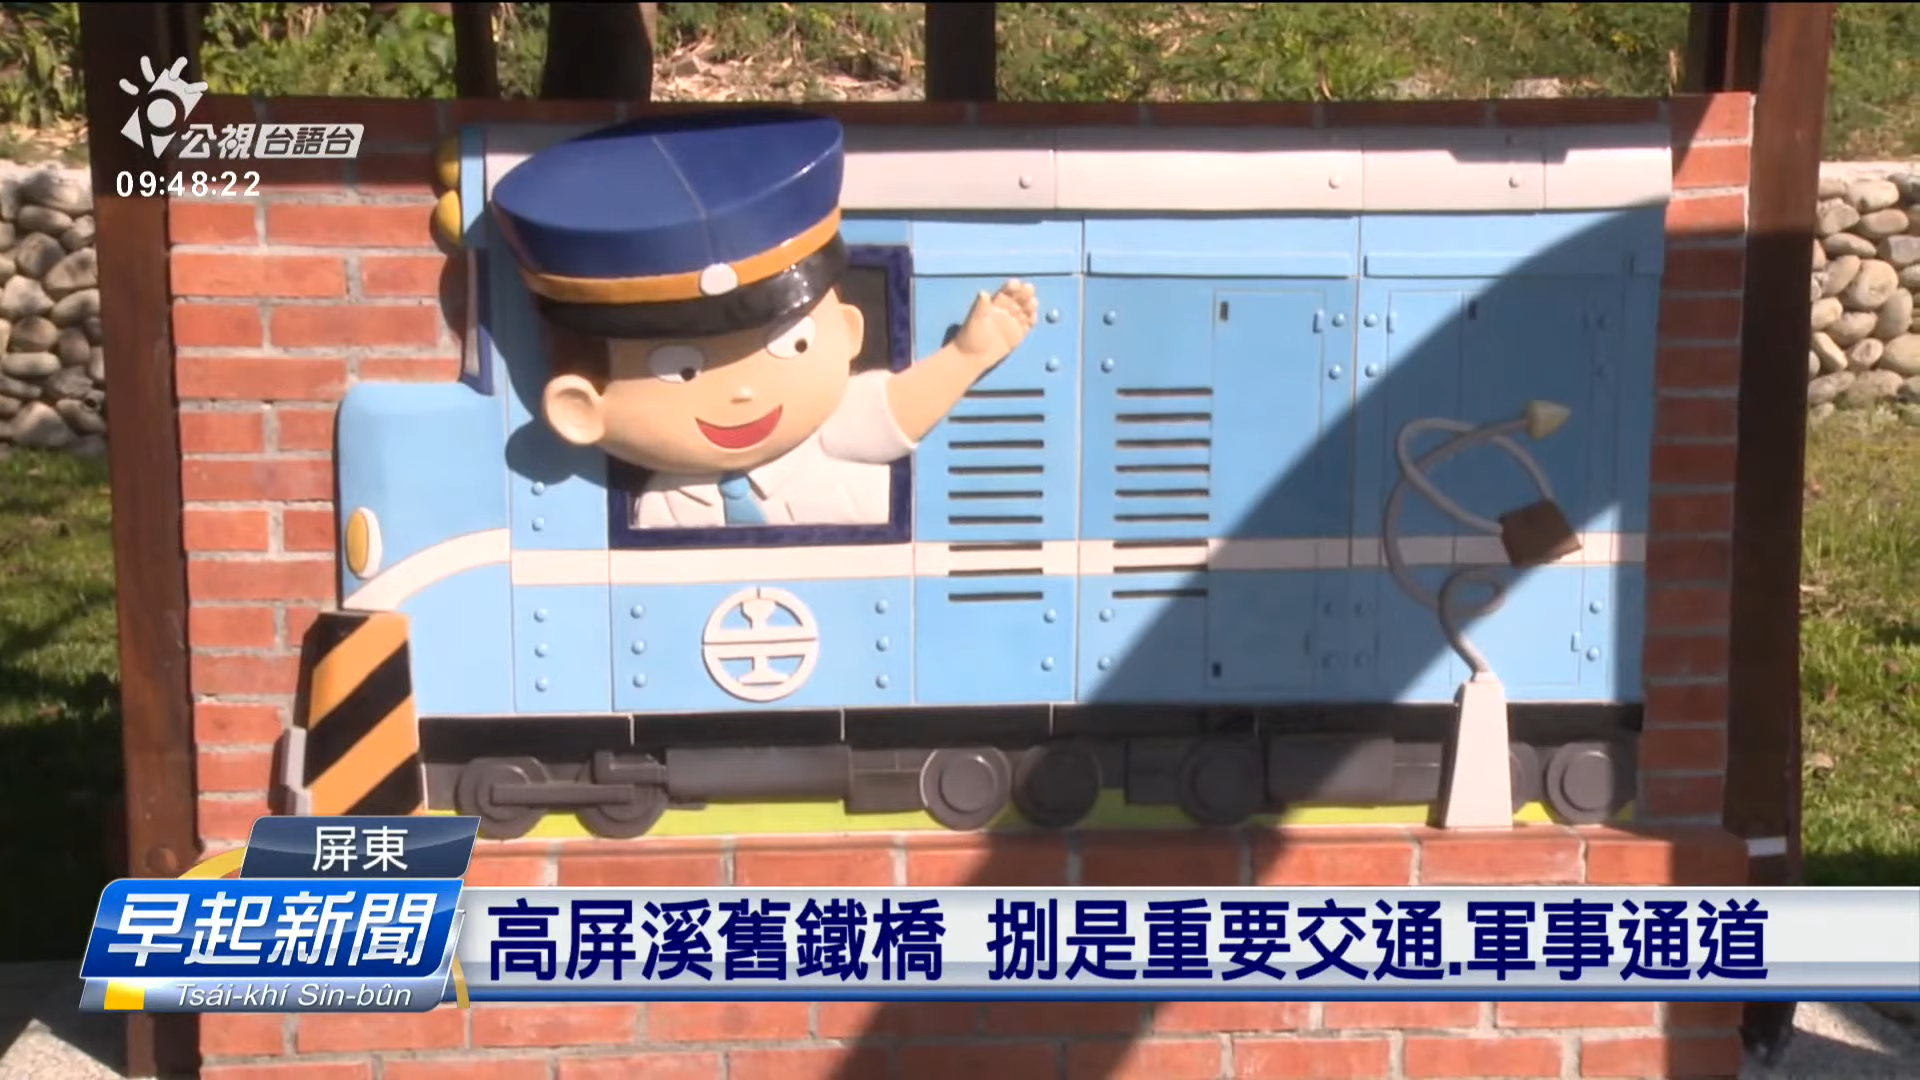 公視台語台
09:48:22
屏東
早起新聞
Tsái-khí Sin-bûn
高屏溪舊鐵橋 捌是重要交通.軍事通道